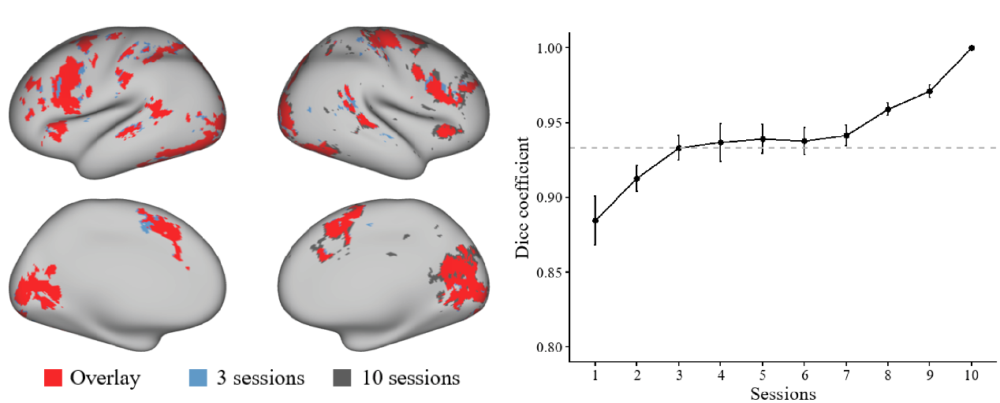 Overlay
3 sessions
10 sessions
Dice coefficient
1.00
0.95
0.90
0.85
0.80
1 2 3 4 5 6 7 8 9 10
Sessions